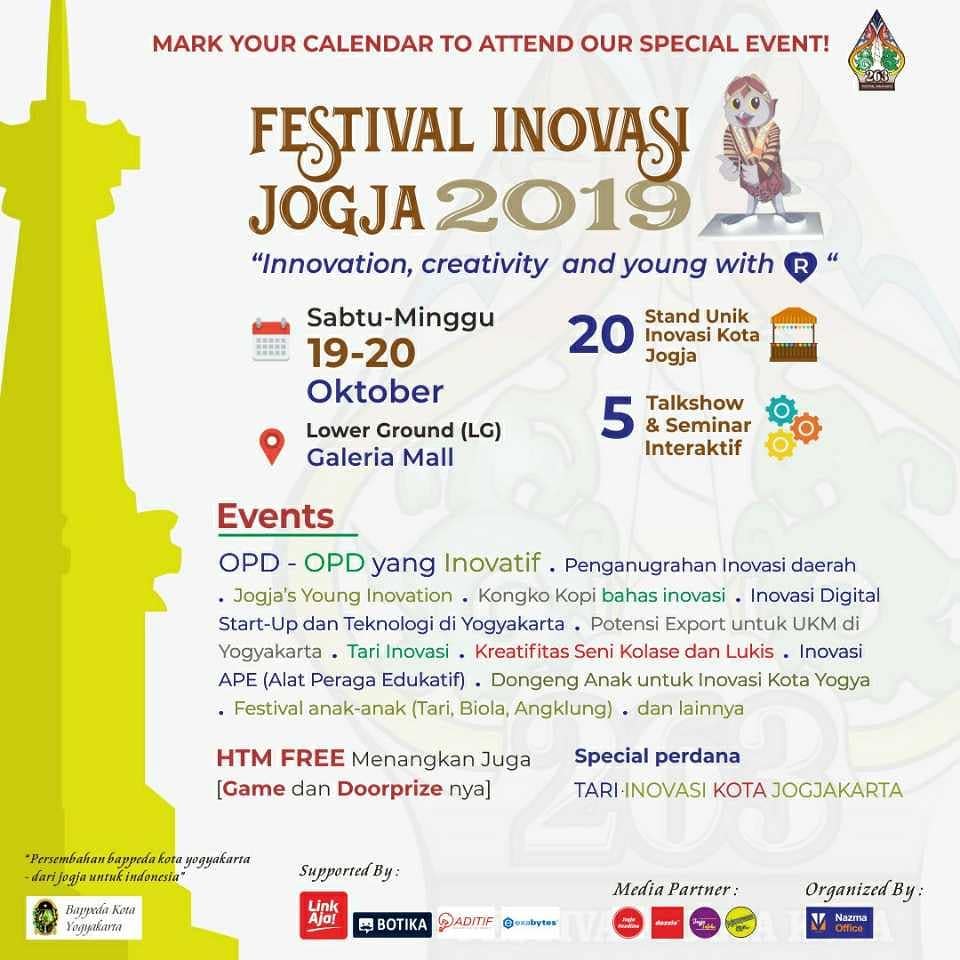 MARK YOUR CALENDAR TO ATTEND OUR SPECIAL EVENT!
263
FESTIVAL INOVASI
JOGJA 2019
“Innovation, creativity and young with R “
Sabtu-Minggu
19-20
Oktober
Lower Ground (LG)
Galeria Mall
20 Stand Unik
Inovasi Kota
Jogja
5 Talkshow
& Seminar
Interaktif
Events
OPD - OPD yang Inovatif . Penganugrahan Inovasi daerah
. Jogja's Young Inovation . Kongko Kopi bahas inovasi . Inovasi Digital
Start-Up dan Teknologi di Yogyakarta . Potensi Export untuk UKM di
Yogyakarta . Tari Inovasi . Kreatifitas Seni Kolase dan Lukis . Inovasi
APE (Alat Peraga Edukatif) . Dongeng Anak untuk Inovasi Kota Yogya
. Festival anak-anak (Tari, Biola, Angklung) . dan lainnya
HTM FREE Menangkan Juga
[Game dan Doorprize nya]
Special perdana
TARI INOVASI KOTA JOGJAKARTA
263
"Persembahan bappeda kota yogyakarta
- dari jogja untuk indonesia"
Bappeda Kota
Yogyakarta
Supported By :
Link
Aja!
BOTIKA
ADITIF
exabytes
Media Partner :
Organized By :
Nazma
Office